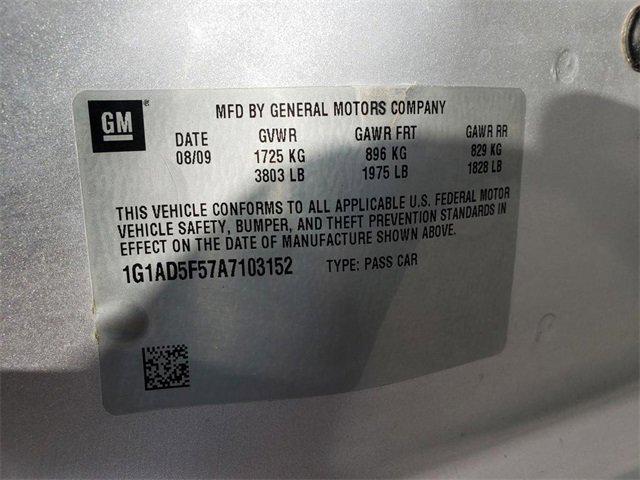 GM®
MFD BY GENERAL MOTORS COMPANY
DATE GVWR GAWR FRT GAWR RR
08/09 1725 KG 896 KG 829 KG
3803 LB 1975 LB 1828 LB
THIS VEHICLE CONFORMS TO ALL APPLICABLE U.S. FEDERAL MOTOR
VEHICLE SAFETY, BUMPER, AND THEFT PREVENTION STANDARDS IN
EFFECT ON THE DATE OF MANUFACTURE SHOWN ABOVE.
1G1AD5F57A7103152 TYPE: PASS CAR